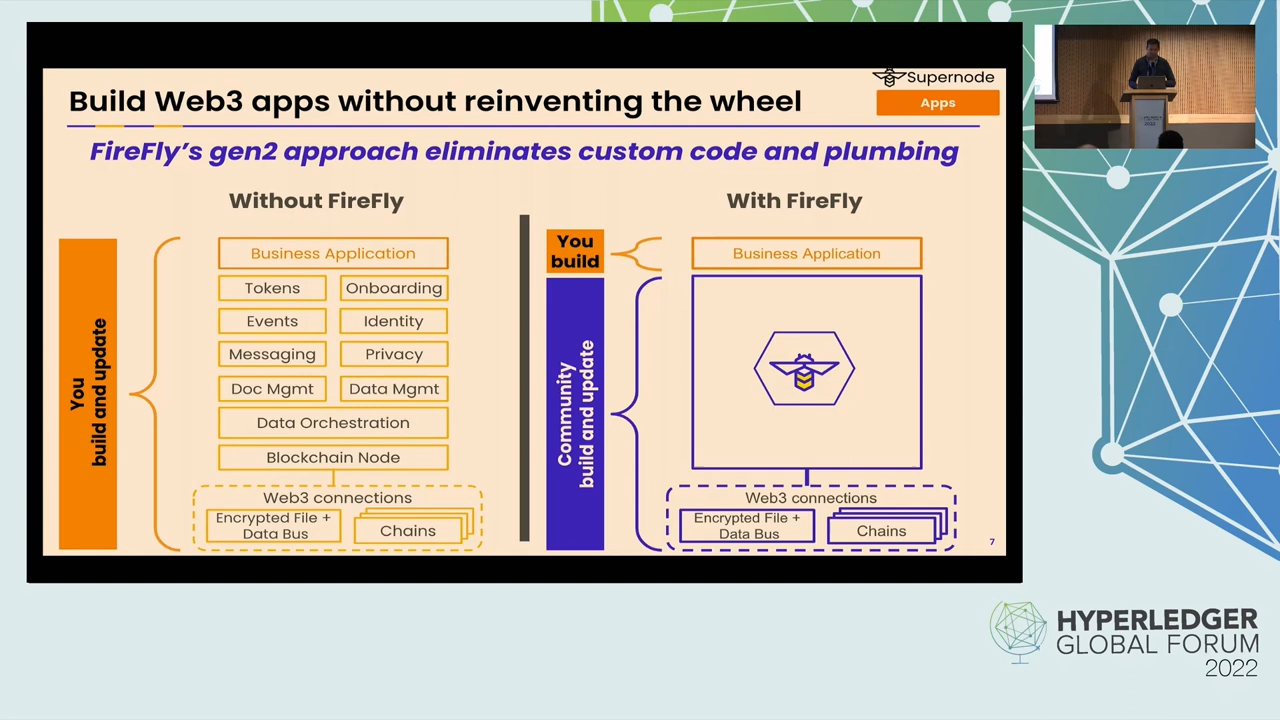 Supernode
Build Web3 apps without reinventing the wheel
Apps
FireFly's gen2 approach eliminates custom code and plumbing
Without FireFly
You
build and update
Business Application
Tokens
Onboarding
Events
Identity
Messaging
Privacy
Doc Mgmt
Data Mgmt
Data Orchestration
Blockchain Node
Web3 connections
Encrypted File +
Data Bus
Chains
With FireFly
You
build
Business Application
Community
build and update
Web3 connections
Encrypted File +
Data Bus
Chains
7
HYPERLEDGER
GLOBAL FORUM
2022